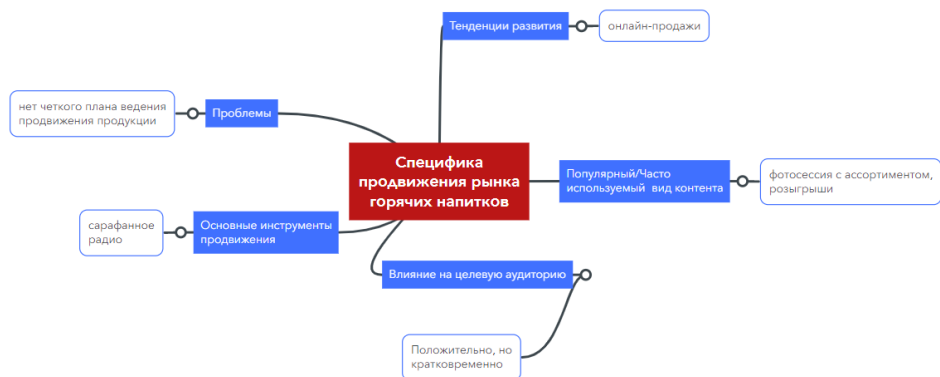 Тенденции развития
онлайн-продажи
нет четкого плана ведения
продвижения продукции
Проблемы
Специфика
продвижения рынка
горячих напитков
Популярный/Часто
используемый вид контента
фотосессия с ассортиментом,
розыгрыши
сарафанное
радио
Основные инструменты
продвижения
Влияние на целевую аудиторию
Положительно, но
кратковременно